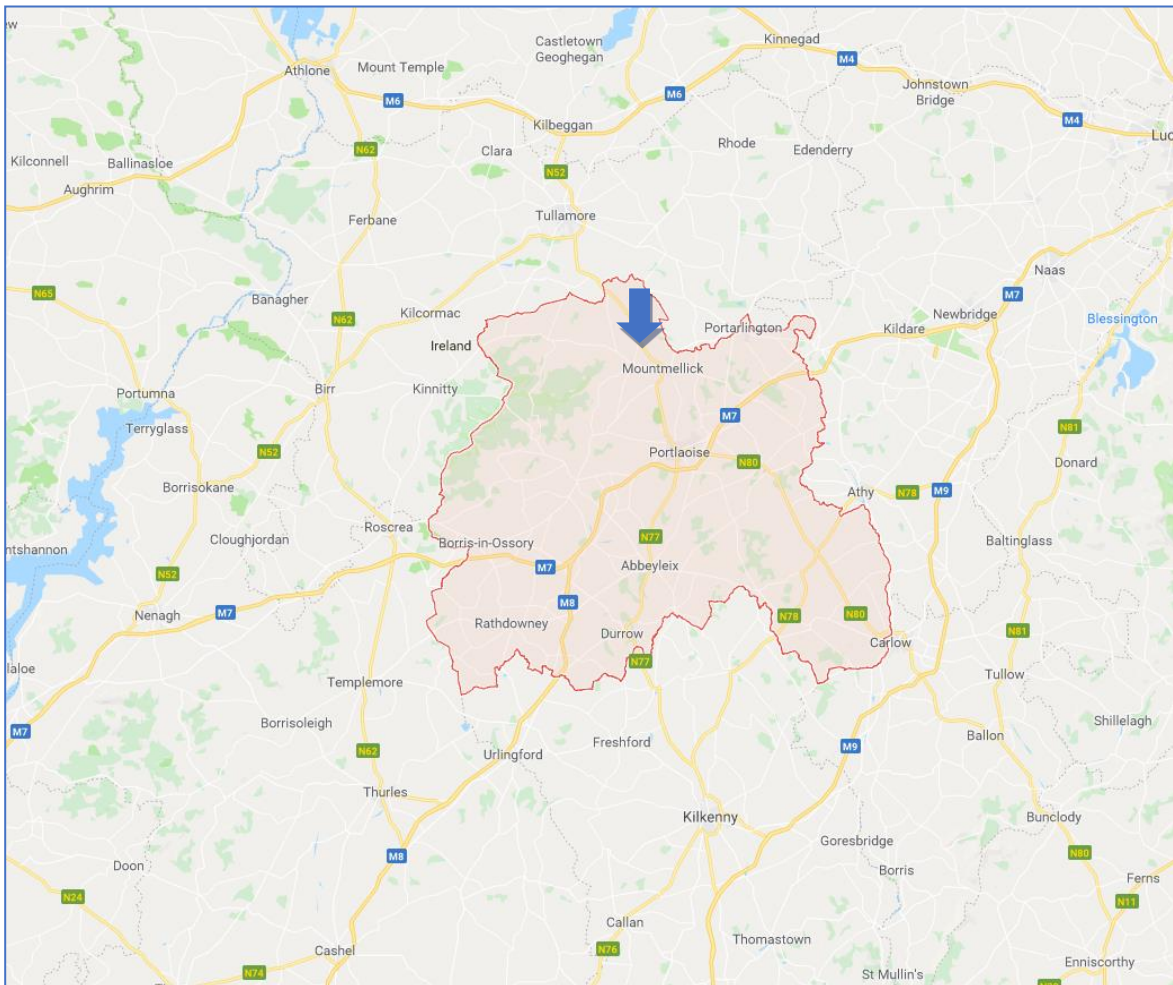 Kinnegad
Castletown
Geoghegan
M4
Athlone
Mount Temple
Johnstown
Bridge
M6
M6
M4
Kilbeggan
Rhode
Edenderry
Clara
N62
Kilconnell
Ballinasloe
N52
Aughrim
Tullamore
Ferbane
Naas
N65
M7
Banagher
Kilcormac
N62
Newbridge
Blessington
Portarlington
Kildare
Ireland
Mountmellick
Kinnitty
Birr
Portumna
M7
Terryglass
N81
N52
Portlaoise
N80
Donard
Borrisokane
Athy
N78
M9
Roscrea
Cloughjordan
N77
Borris-in-Ossory
Baltinglass
M7
Abbeyleix
N52
M8
Nenagh
M7
N78
N80
Rathdowney
Durrow
N81
Carlow
N77
Tullow
Templemore
Borrisoleigh
Shillelagh
M7
Ballon
Freshford
M9
N62
Urlingford
Thurles
Kilkenny
Bunclody
Goresbridge
M8
N80
Doon
Borris
Ferns
N24
N11
Callan
Thomastown
Cashel
N76
Enniscorthy
N74
St Mullin's